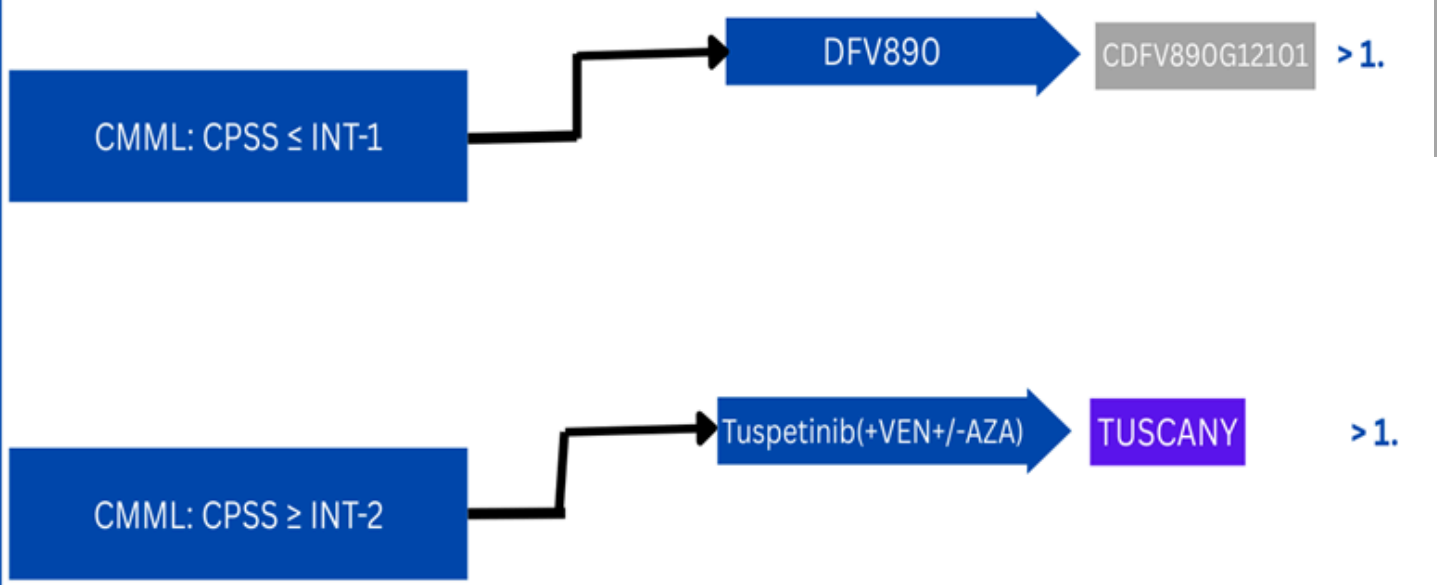 DFV890
CDFV890G12101
> 1.
CMML: CPSS ≤ INT-1
Tuspetinib(+VEN+/-AZA)
TUSCANY
> 1.
CMML: CPSS ≥ INT-2